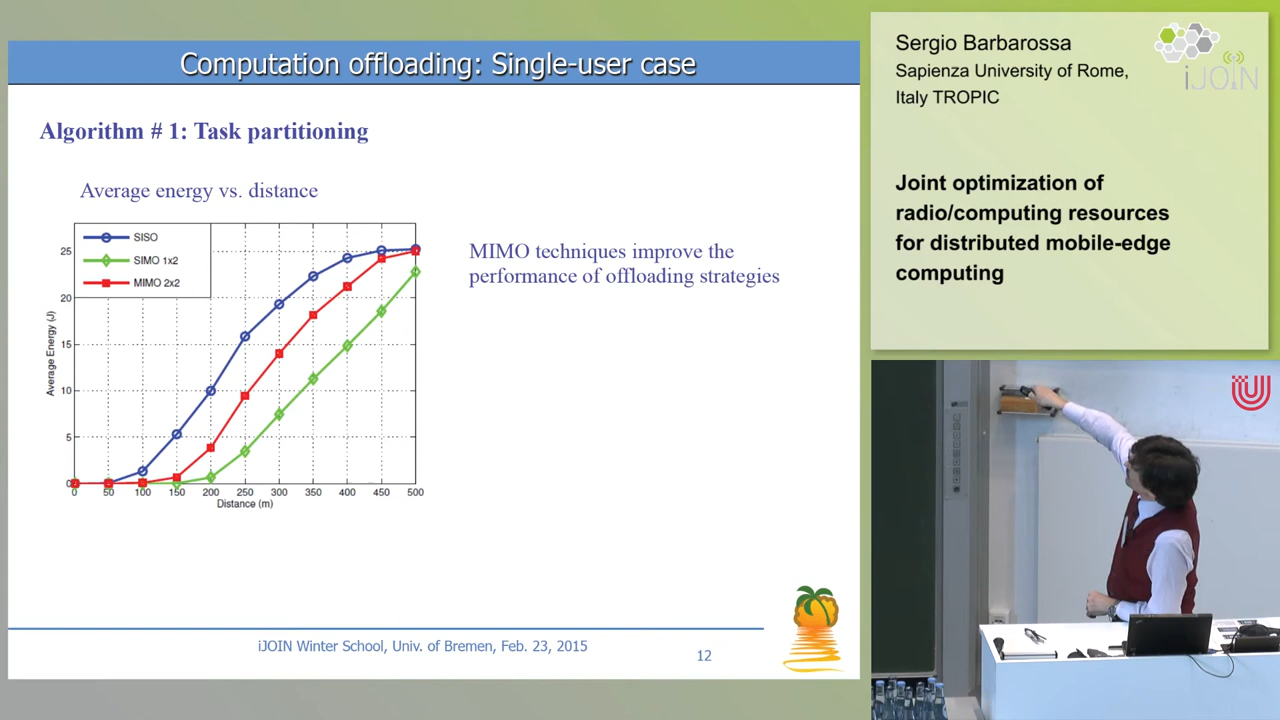 Computation offloading: Single-user case
Algorithm # 1: Task partitioning
Average energy vs. distance
SISO
SIMO 1x2
MIMO 2x2
25
20
15
10
5
0
Average Energy (J)
0 50 100 150 200 250 300 350 400 450 500
Distance (m)
MIMO techniques improve the
performance of offloading strategies
iJOIN Winter School, Univ. of Bremen, Feb. 23, 2015
12
Sergio Barbarossa
Sapienza University of Rome,
Italy TROPIC
iJOIN
Joint optimization of
radio/computing resources
for distributed mobile-edge
computing